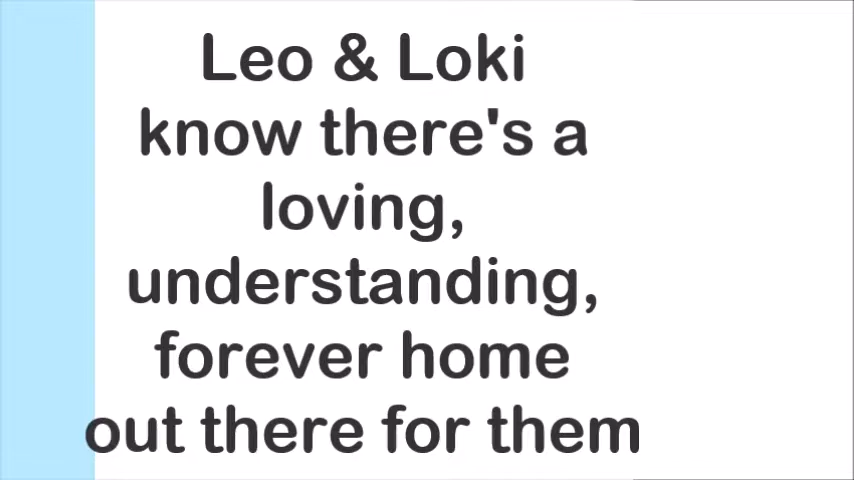 Leo & Loki
know there's a
loving,
understanding,
forever home
out there for them